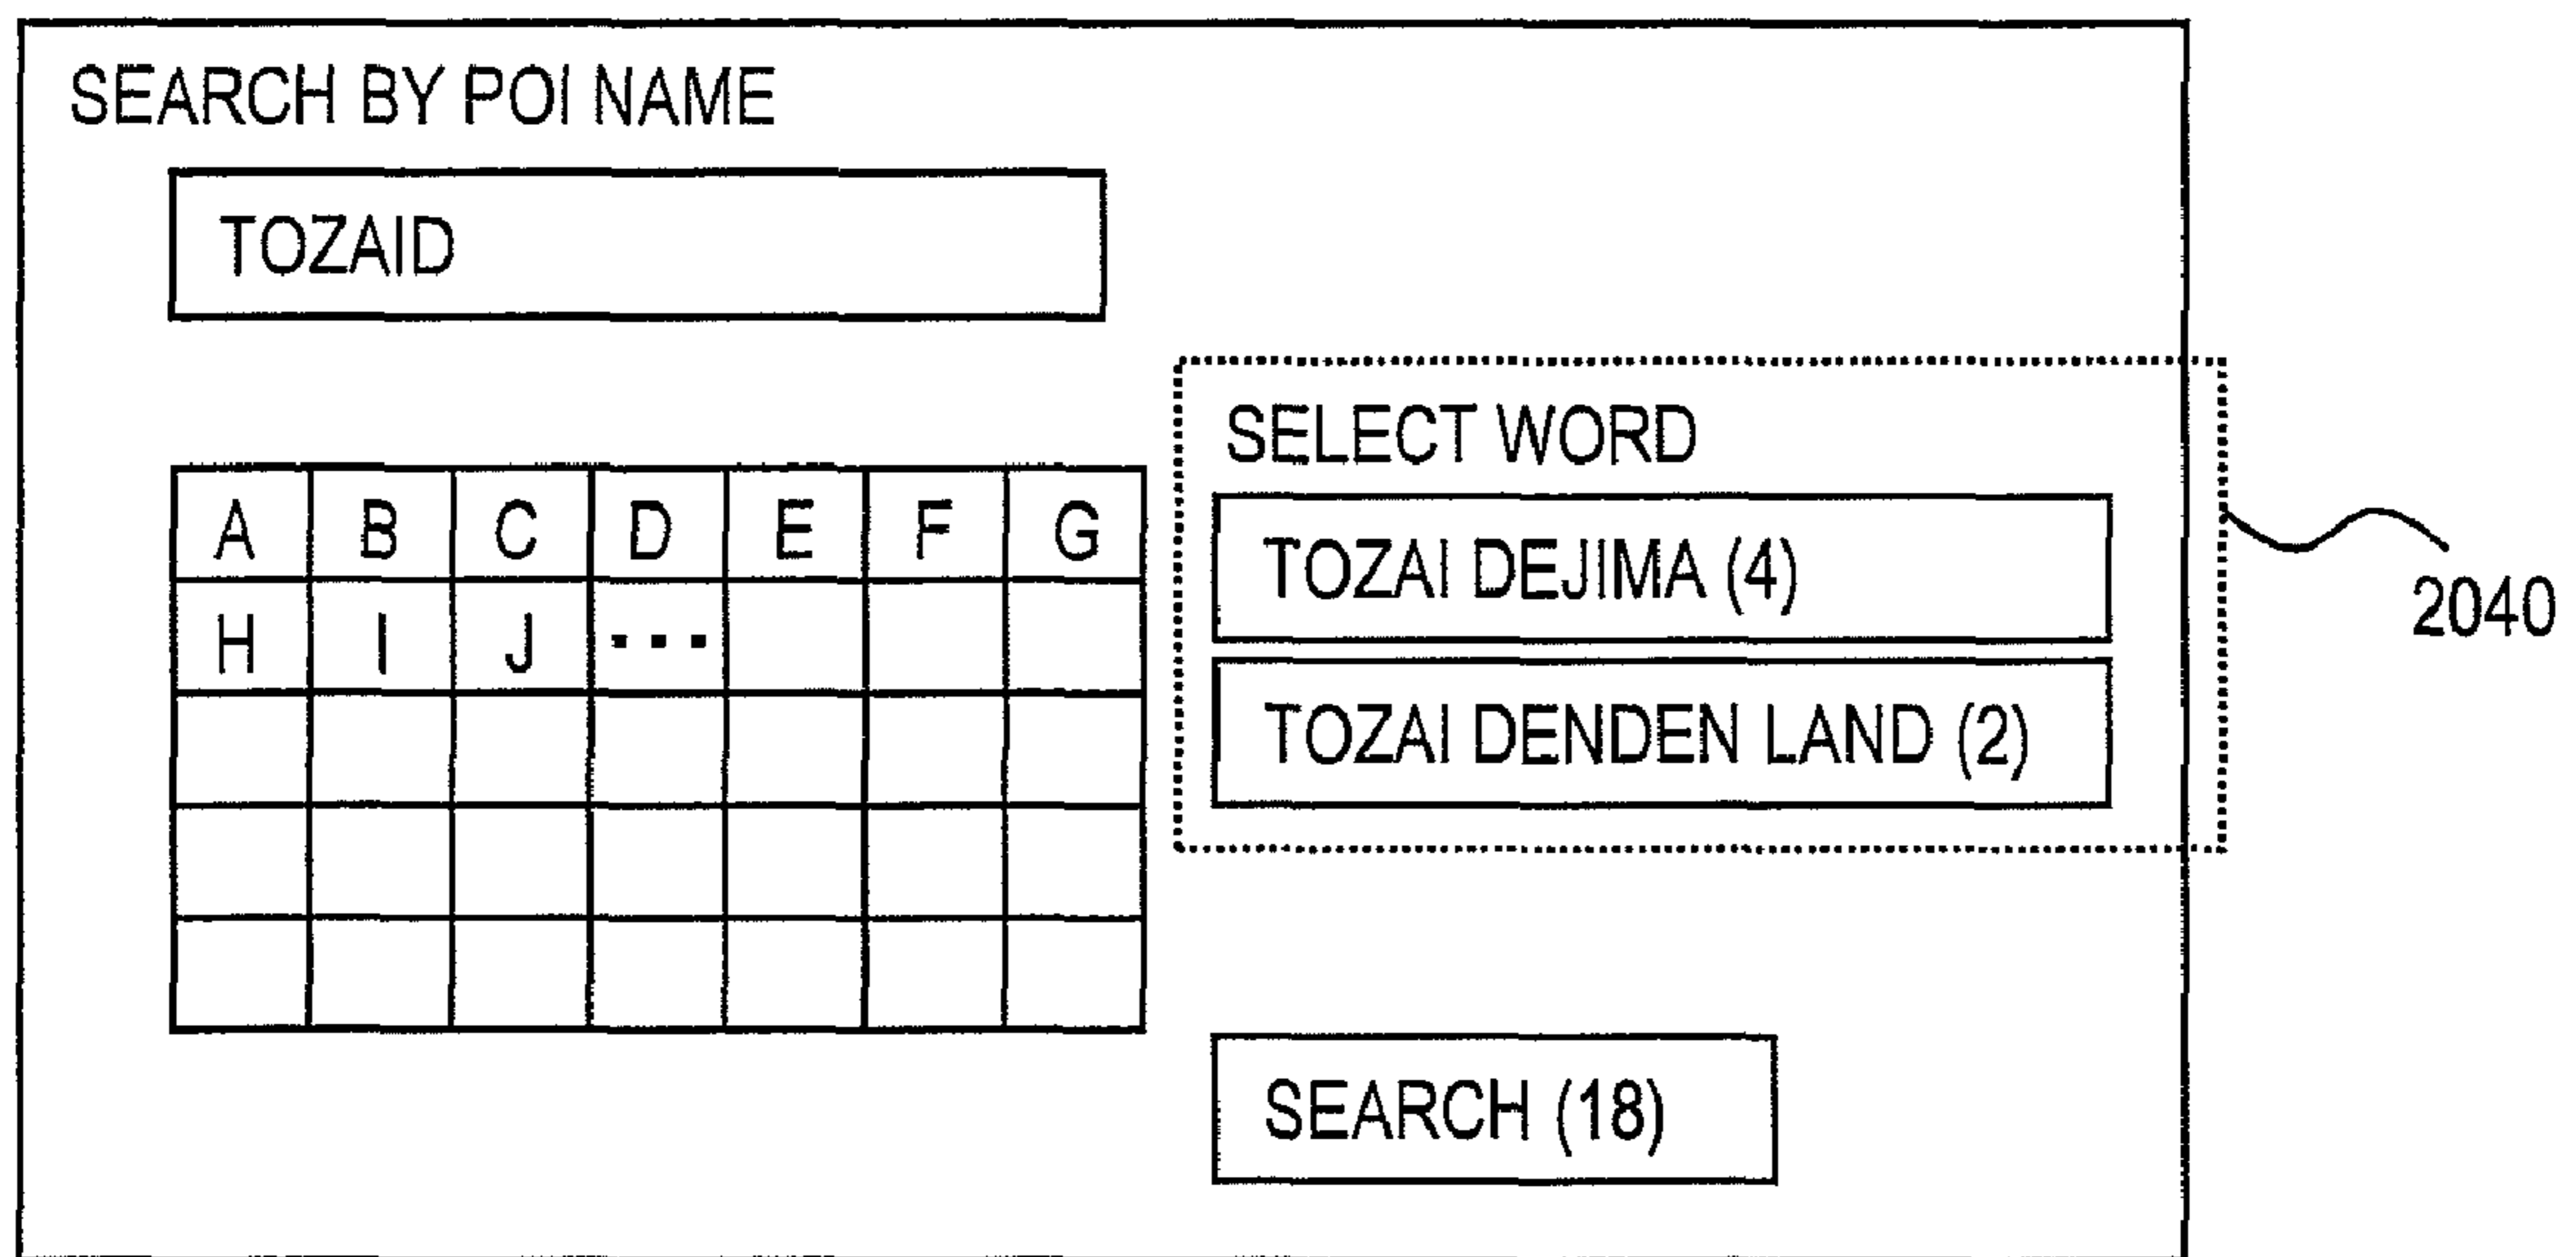 SEARCH BY POI NAME
TOZAID
A B C D E F G
H I J ...
SELECT WORD
TOZAI DEJIMA (4)
TOZAI DENDEN LAND (2)
2040
SEARCH (18)